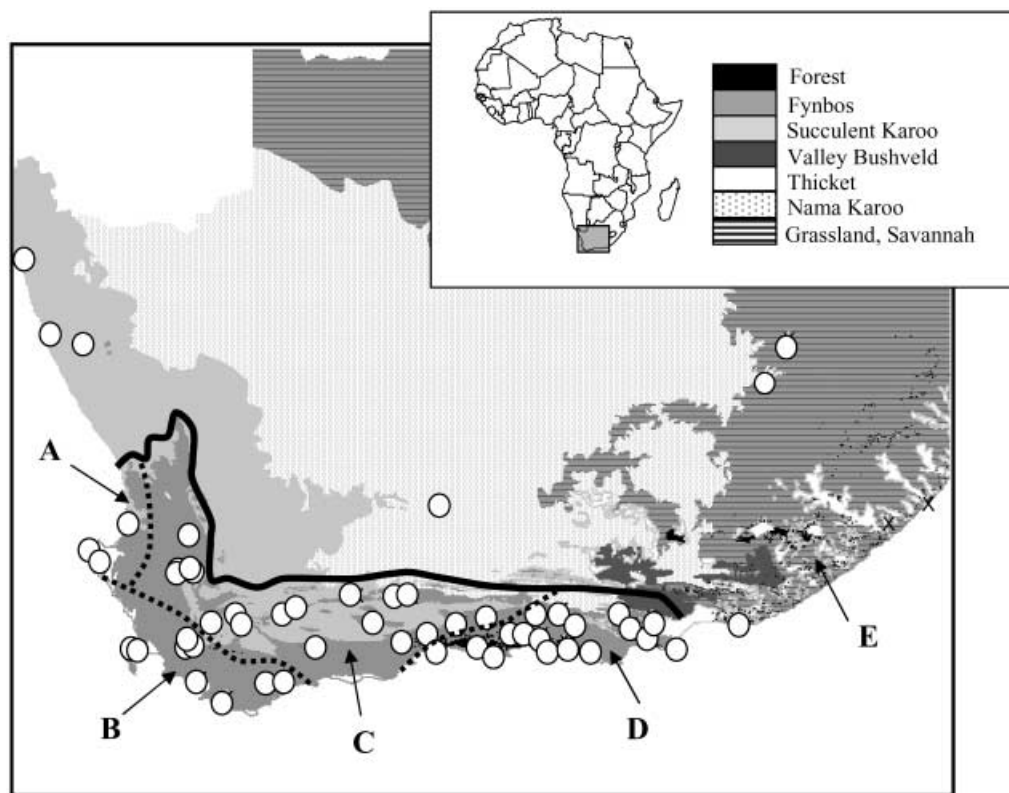 Forest
Fynbos
Succulent Karoo
Valley Bushveld
Thicket
Nama Karoo
Grassland, Savannah
A
X
X
E
B
C
D